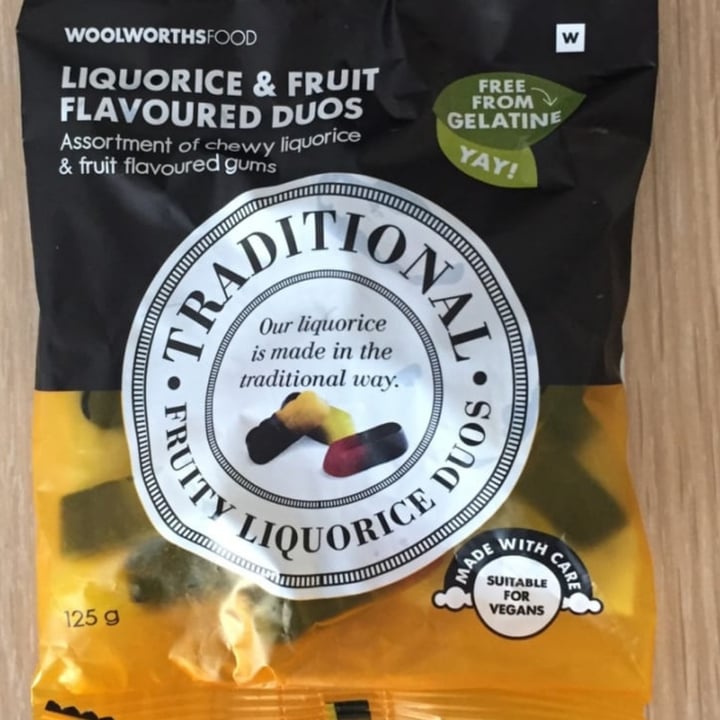 WOOLWORTHSFOOD
W
LIQUORICE & FRUIT
FLAVOURED DUOS
Assortment of chewy liquorice
& fruit flavoured gums
FREE
FROM
GELATINE
YAY!
• TRADITIONAL •
Our liquorice
is made in the
traditional way.
FRUITY LIQUORICE DUOS
MADE WITH CARE
SUITABLE
FOR
VEGANS
125 g